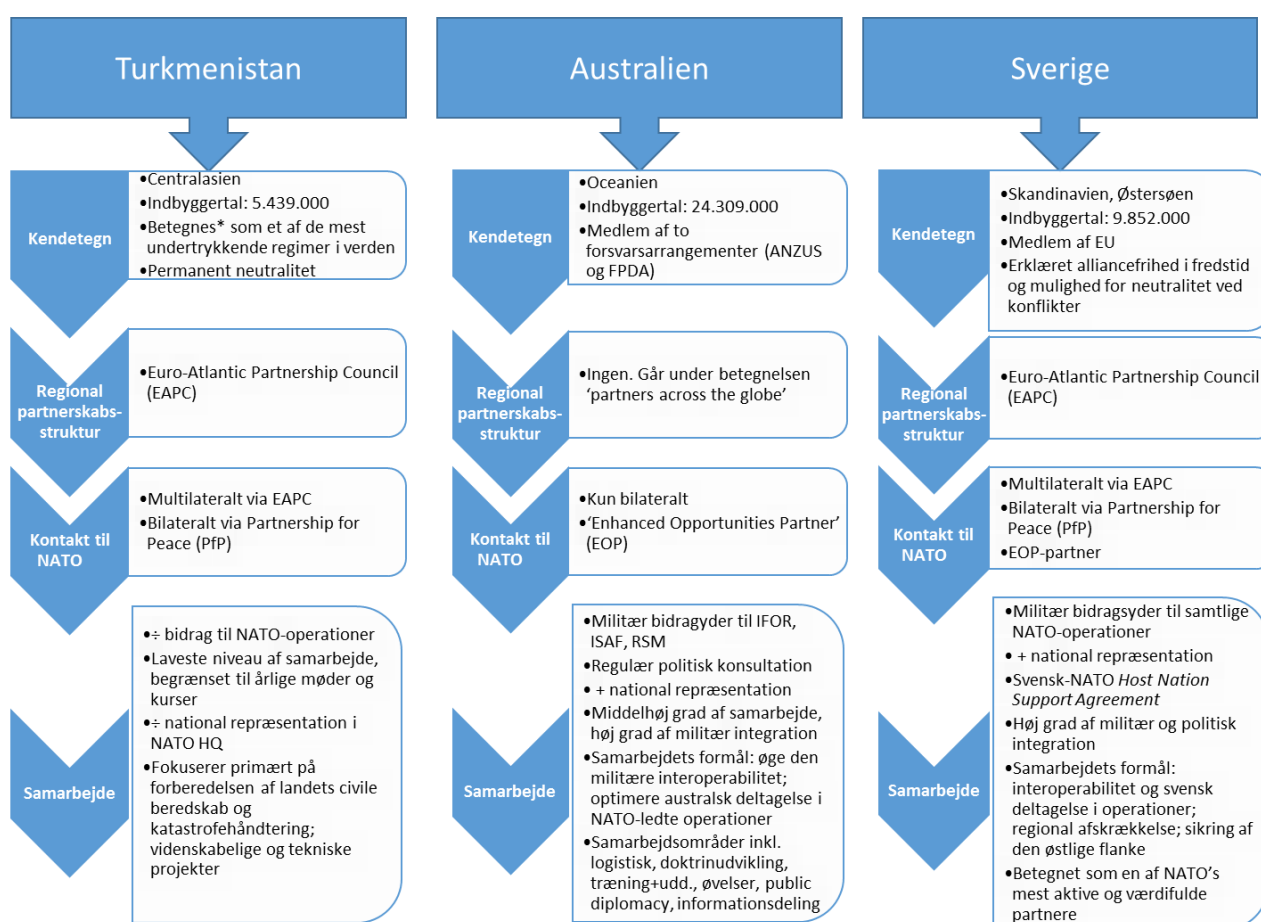 Turkmenistan
Kendetegn
•Centralasien
•Indbyggertal: 5.439.000
•Betegnes* som et af de mest
undertrykkende regimer i verden
•Permanent neutralitet
Regional
partnerskabs-
struktur
•Euro-Atlantic Partnership Council
(EAPC)
Kontakt til
NATO
•Multilateralt via EAPC
•Bilateralt via Partnership for
Peace (PfP)
Samarbejde
•÷ bidrag til NATO-operationer
•Laveste niveau af samarbejde,
begrænset til årlige møder og
kurser
•÷ national repræsentation i
NATO HQ
•Fokuserer primært på
forberedelsen af landets civile
beredskab og
katastrofehåndtering;
videnskabelige og tekniske
projekter
Australien
Kendetegn
•Oceanien
•Indbyggertal: 24.309.000
•Medlem af to
forsvarsarrangementer (ANZUS
og FPDA)
Regional
partnerskabs-
struktur
•Ingen. Går under betegnelsen
‘partners across the globe’
Kontakt til
NATO
•Kun bilateralt
•‘Enhanced Opportunities Partner’
(EOP)
Samarbejde
•Militær bidragyder til IFOR,
ISAF, RSM
•Regulær politisk konsultation
• + national repræsentation
•Middelhøj grad af samarbejde,
høj grad af militær integration
•Samarbejdets formål: øge den
militære interoperabilitet;
optimere australsk deltagelse i
NATO-ledte operationer
•Samarbejdsområder inkl.
logistisk, doktrinudvikling,
træning+udd., øvelser, public
diplomacy, informationsdeling
Sverige
Kendetegn
•Skandinavien, Østersøen
•Indbyggertal: 9.852.000
•Medlem af EU
•Erklæret alliancefrihed i fredstid
og mulighed for neutralitet ved
konflikter
Regional
partnerskabs-
struktur
•Euro-Atlantic Partnership Council
(EAPC)
Kontakt til
NATO
•Multilateralt via EAPC
•Bilateralt via Partnership for
Peace (PfP)
•EOP-partner
Samarbejde
•Militær bidragsyder til samtlige
NATO-operationer
• + national repræsentation
•Svensk-NATO Host Nation
Support Agreement
•Høj grad af militær og politisk
integration
•Samarbejdets formål:
interoperabilitet og svensk
deltagelse i operationer;
regional afskrækkelse; sikring af
den østlige flanke
•Betegnet som en af NATO’s
mest aktive og værdifulde
partnere